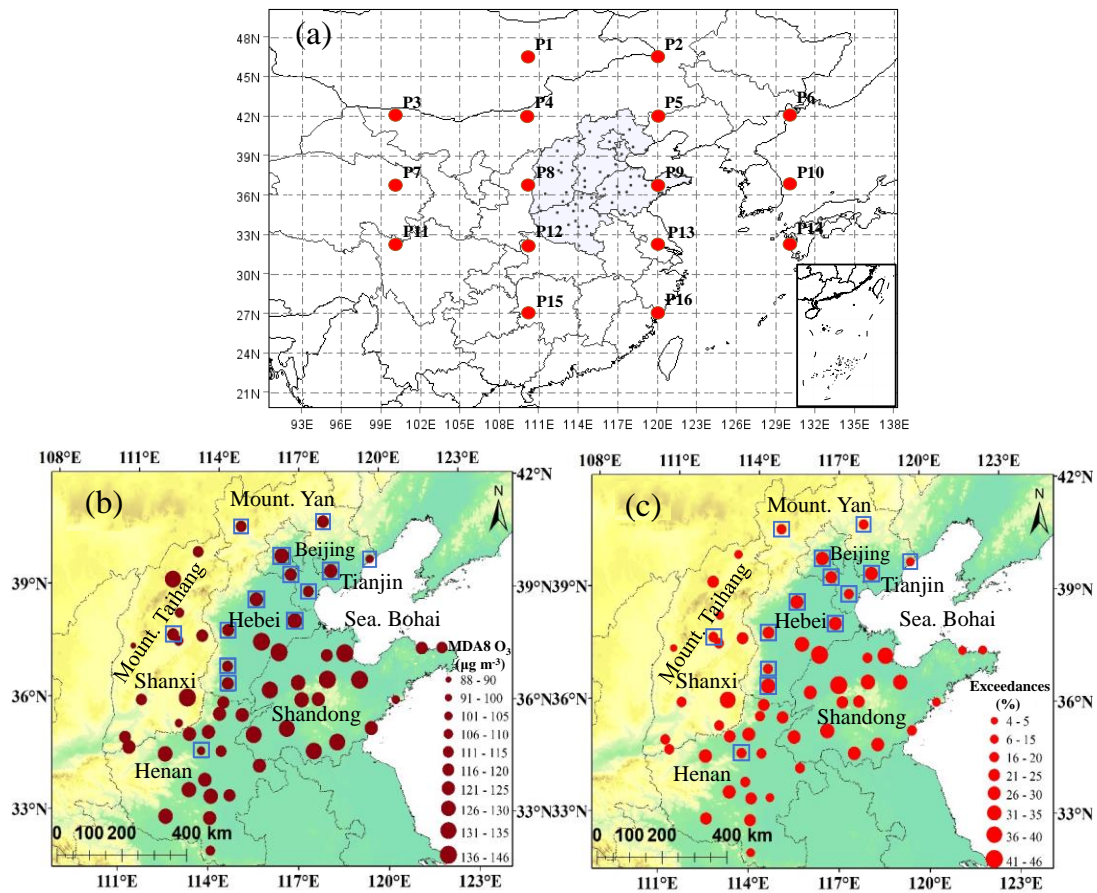 (a)
48N
45N
42N
39N
36N
33N
30N
27N
24N
21N
P1
P2
P3
P4
P5
P6
P7
P8
P9
P10
P11
P12
P13
P14
P15
P16
93E 96E 99E 102E 105E 108E 111E 114E 117E 120E 123E 126E 129E 132E 135E 138E
108°E 111°E 114°E 117°E 120°E 123°E
42°N
(b)
Mount. Yan
N
Beijing
39°N
39°N
Tianjin
Mount. Taihang
Hebei
Sea. Bohai
MDA8 O3
(μg m-3)
88 - 90
91 - 100
101 - 105
106 - 110
111 - 115
116 - 120
121 - 125
126 - 130
131 - 135
136 - 146
Shanxi
36°N
36°N
Shandong
Henan
33°N
33°N
0 100 200 400 km
111°E 114°E 117°E 120°E
108°E 111°E 114°E 117°E 120°E 123°E
42°N
(c)
Mount. Yan
N
Beijing
39°N
39°N
Tianjin
Mount. Taihang
Hebei
Sea. Bohai
Exceedances
(%)
4 - 5
6 - 15
16 - 20
21 - 25
26 - 30
31 - 35
36 - 40
41 - 46
Shanxi
36°N
36°N
Shandong
Henan
33°N
33°N
0 100 200 400 km
111°E 114°E 117°E 120°E